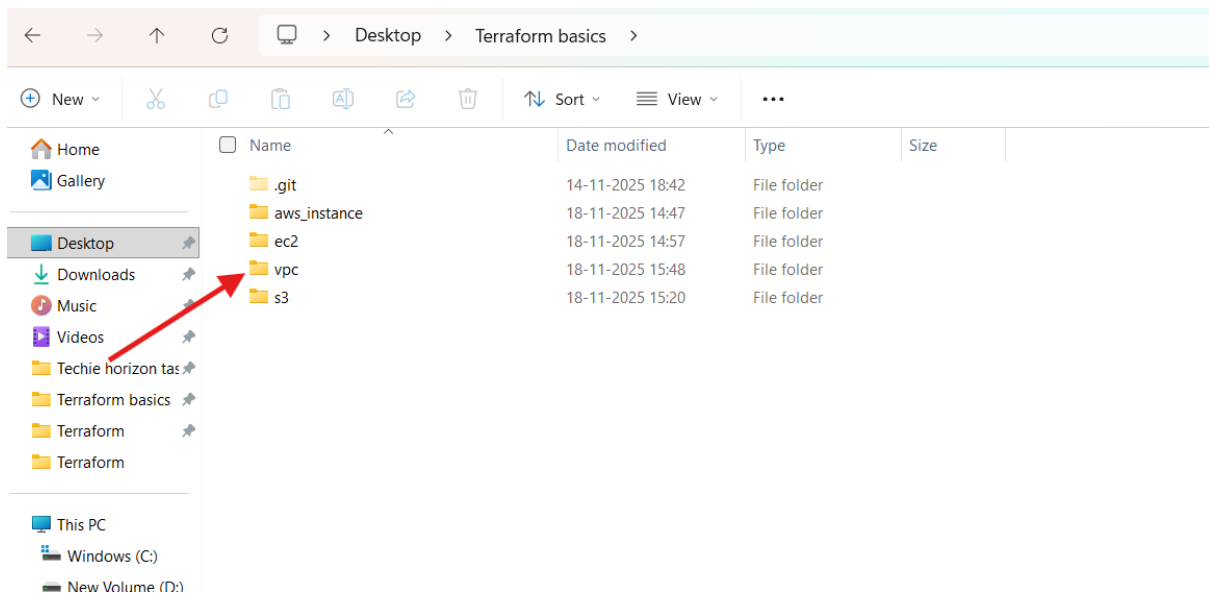 Desktop > Terraform basics >
New Sort View ...
Name Date modified Type Size
Home
Gallery
Desktop
Downloads
Music
Videos
Techie horizon tas
Terraform basics
Terraform
Terraform
This PC
Windows (C:)
New Volume (D:)
.git 14-11-2025 18:42 File folder
aws_instance 18-11-2025 14:47 File folder
ec2 18-11-2025 14:57 File folder
vpc 18-11-2025 15:48 File folder
s3 18-11-2025 15:20 File folder